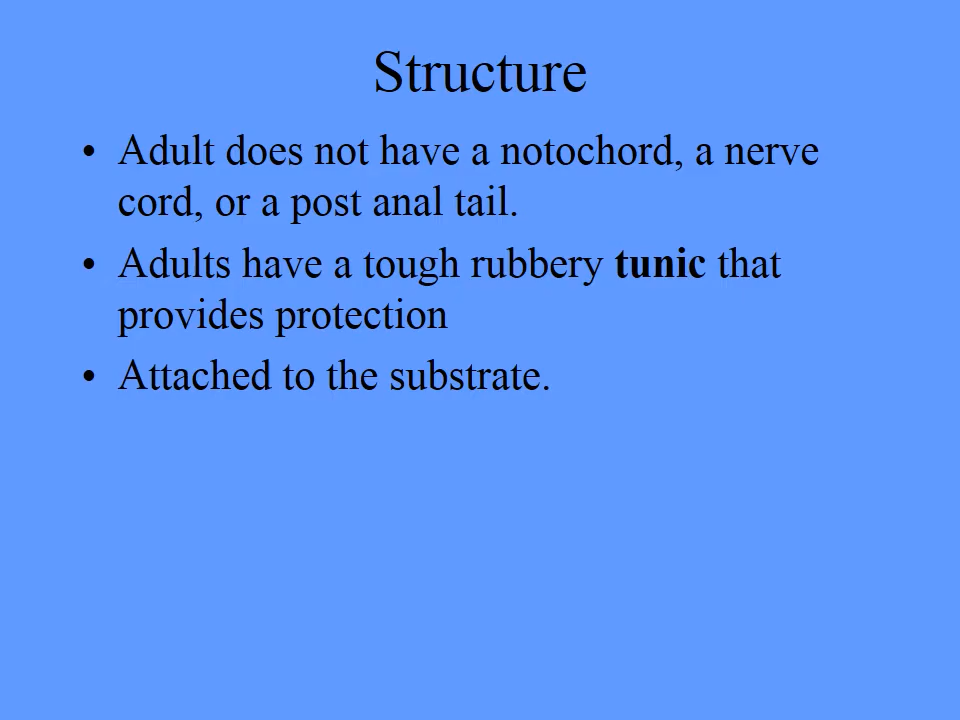 Structure
• Adult does not have a notochord, a nerve
cord, or a post anal tail.
• Adults have a tough rubbery tunic that
provides protection
• Attached to the substrate.